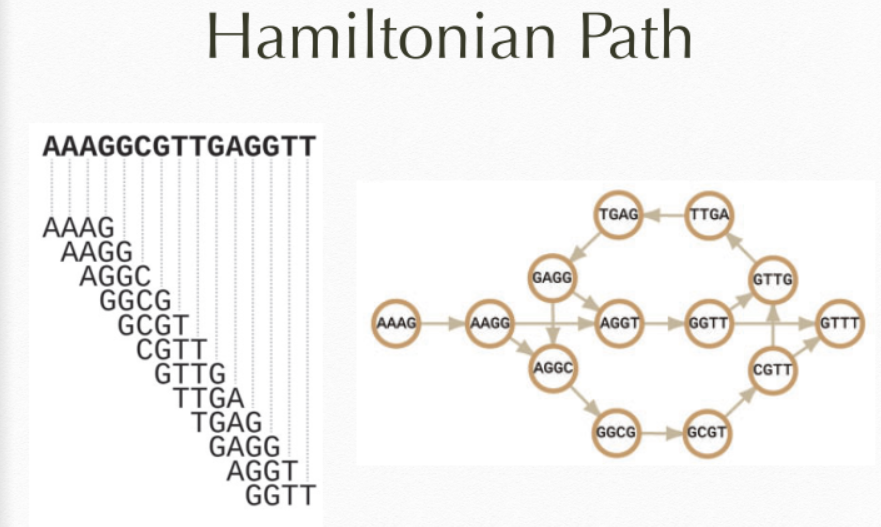 Hamiltonian Path
AAAGGCGTTGAGGTT
AAAG
AAGG
AGGC
GGCG
GCGT
CGTT
GTTG
TTGA
TGAG
GAGG
AGGT
GGTT
TGAG TTGA
GAGG GTTG
AAAG AAGG AGGT GGTT GTTT
AGGC CGTT
GGCG GCGT